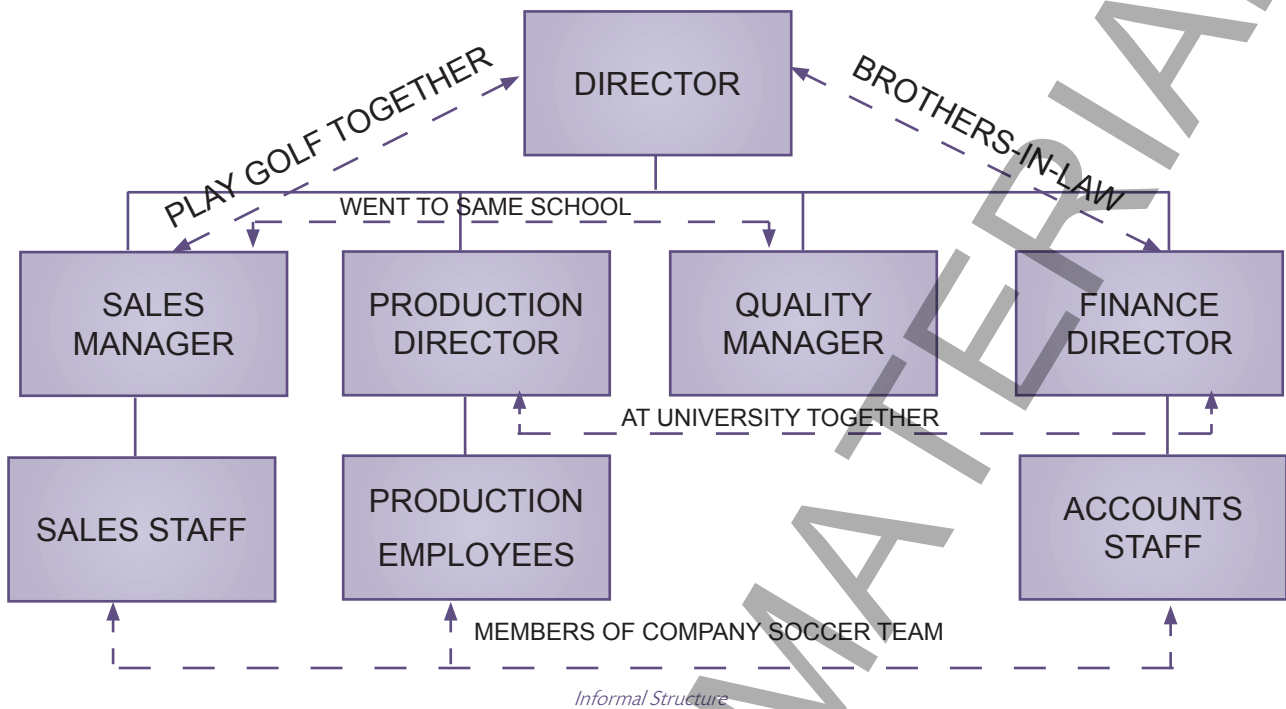 DIRECTOR
PLAY GOLF TOGETHER
BROTHERS-IN-LAW
WENT TO SAME SCHOOL
SALES
MANAGER
PRODUCTION
DIRECTOR
QUALITY
MANAGER
FINANCE
DIRECTOR
AT UNIVERSITY TOGETHER
SALES STAFF
PRODUCTION
EMPLOYEES
ACCOUNTS
STAFF
MEMBERS OF COMPANY SOCCER TEAM
Informal Structure